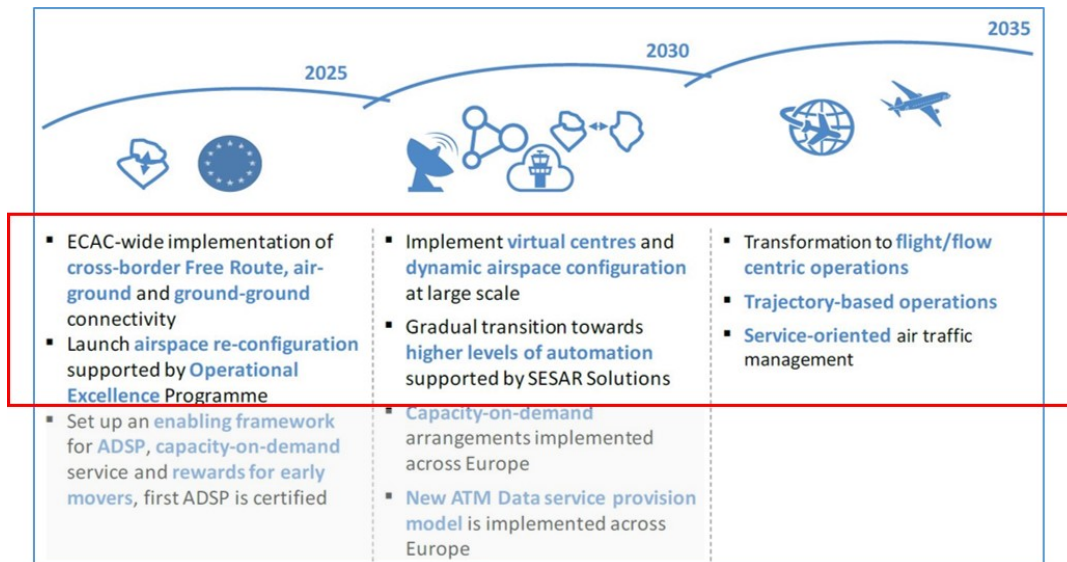 2025
2030
2035
▪ ECAC-wide implementation of
cross-border Free Route, air-
ground and ground-ground
connectivity
▪ Launch airspace re-configuration
supported by Operational
Excellence Programme
▪ Set up an enabling framework
for ADSP, capacity-on-demand
service and rewards for early
movers, first ADSP is certified
▪ Implement virtual centres and
dynamic airspace configuration
at large scale
▪ Gradual transition towards
higher levels of automation
supported by SESAR Solutions
▪ Capacity-on-demand
arrangements implemented
across Europe
▪ New ATM Data service provision
model is implemented across
Europe
▪ Transformation to flight/flow
centric operations
▪ Trajectory-based operations
▪ Service-oriented air traffic
management